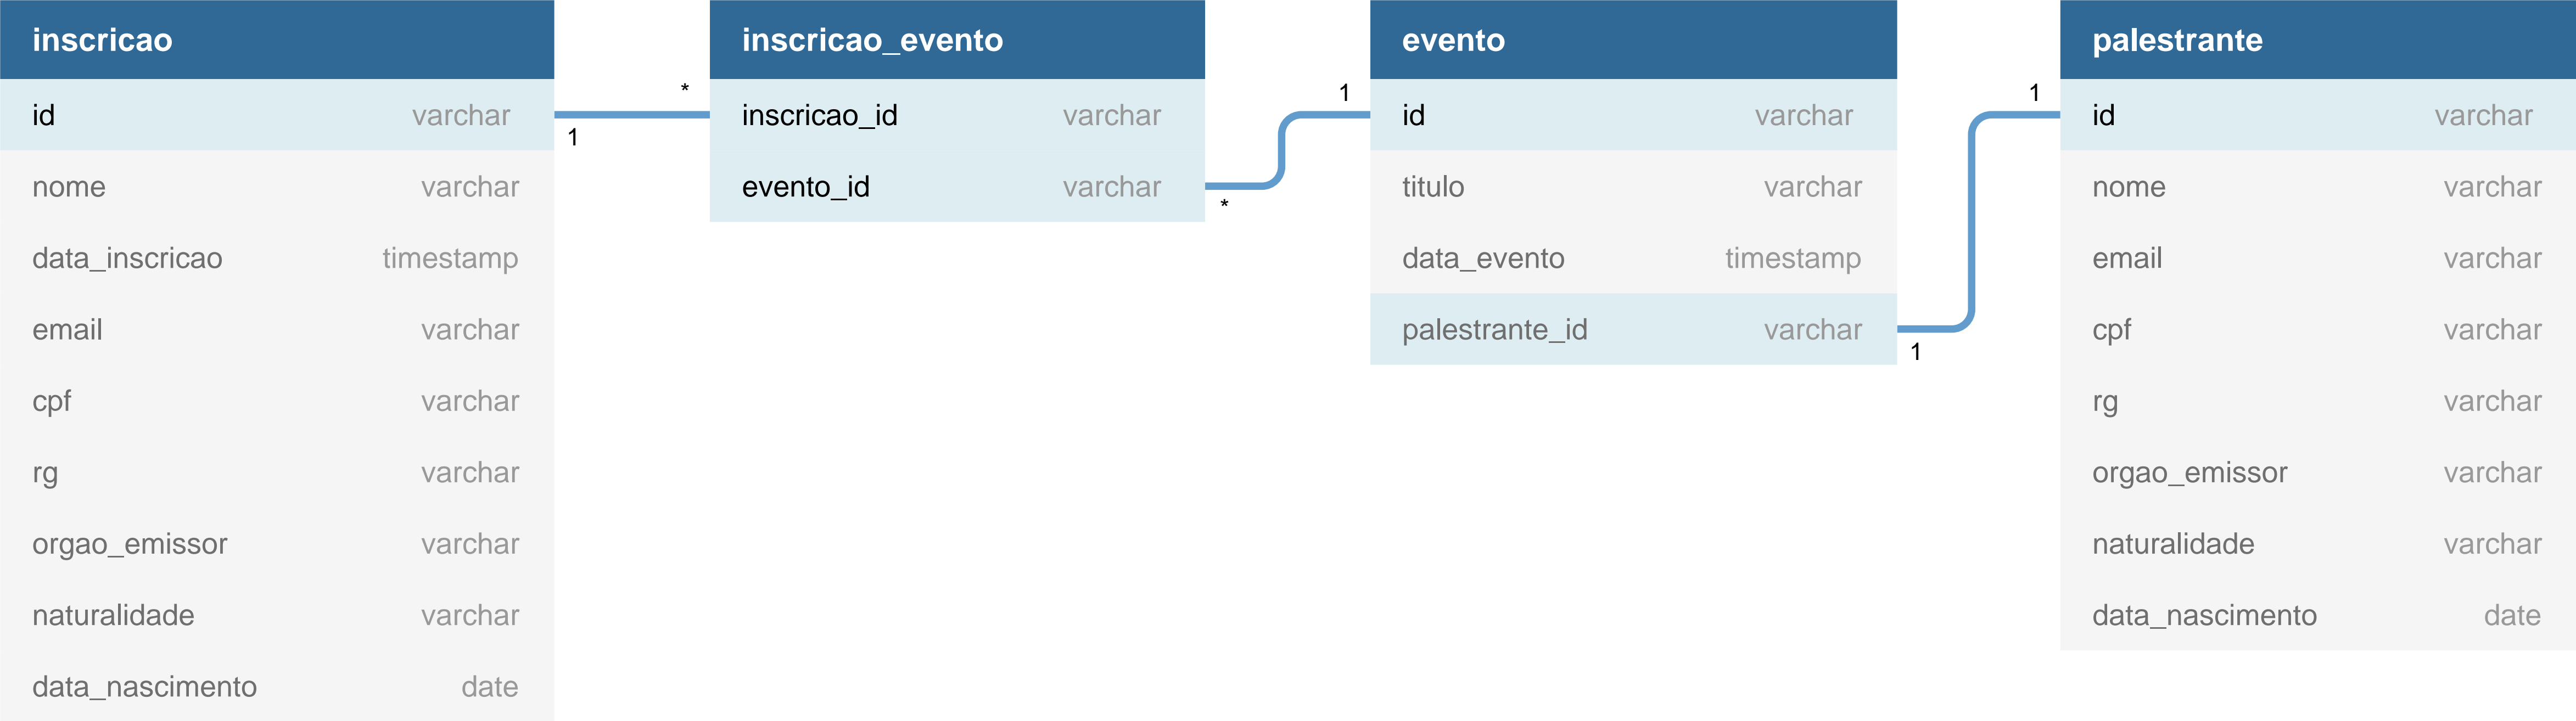 inscricao
id varchar
nome varchar
data_inscricao timestamp
email varchar
cpf varchar
rg varchar
orgao_emissor varchar
naturalidade varchar
data_nascimento date
1
*
inscricao_evento
inscricao_id varchar
evento_id varchar
*
1
evento
id varchar
titulo varchar
data_evento timestamp
palestrante_id varchar
1
1
palestrante
id varchar
nome varchar
email varchar
cpf varchar
rg varchar
orgao_emissor varchar
naturalidade varchar
data_nascimento date